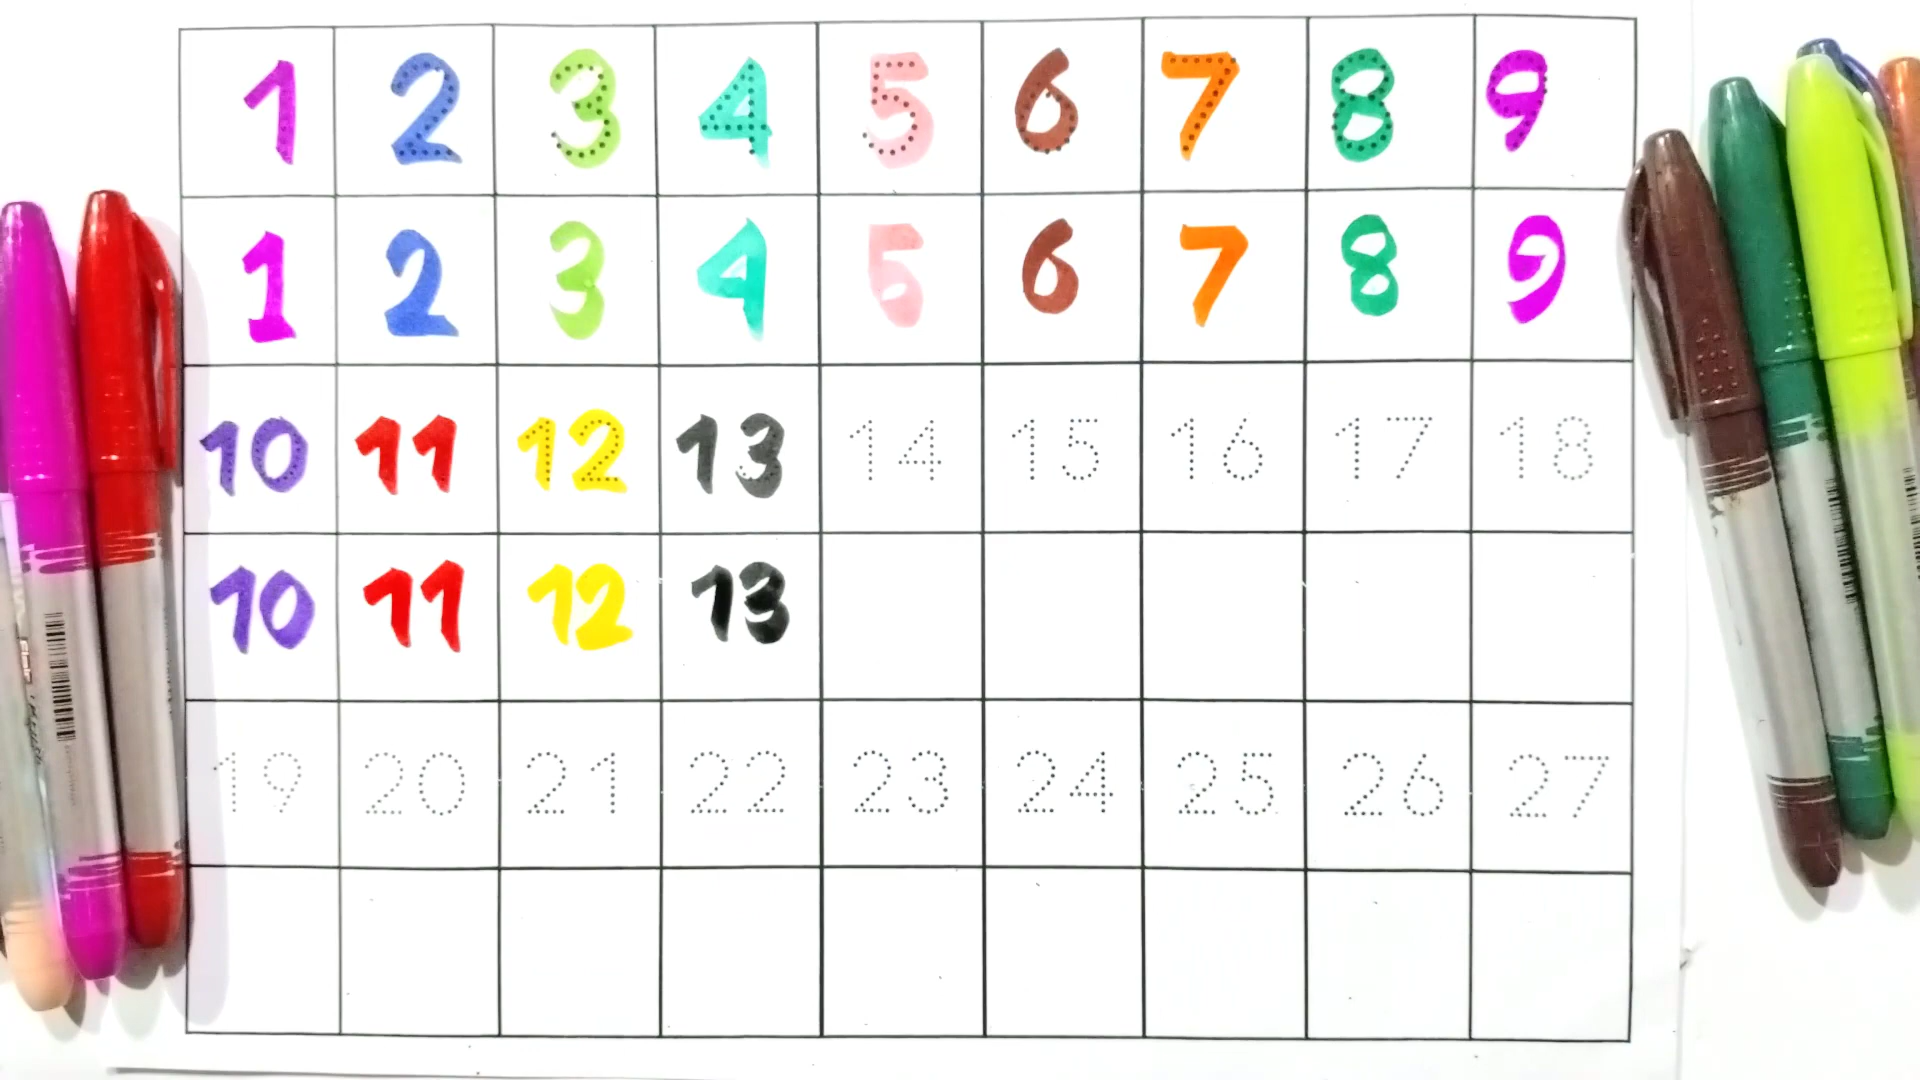 1 2 3 4 5 6 7 8 9
1 2 3 4 5 6 7 8 9
10 11 12 13 14 15 16 17 18
10 11 12 13
19 20 21 22 23 24 25 26 27
Flair